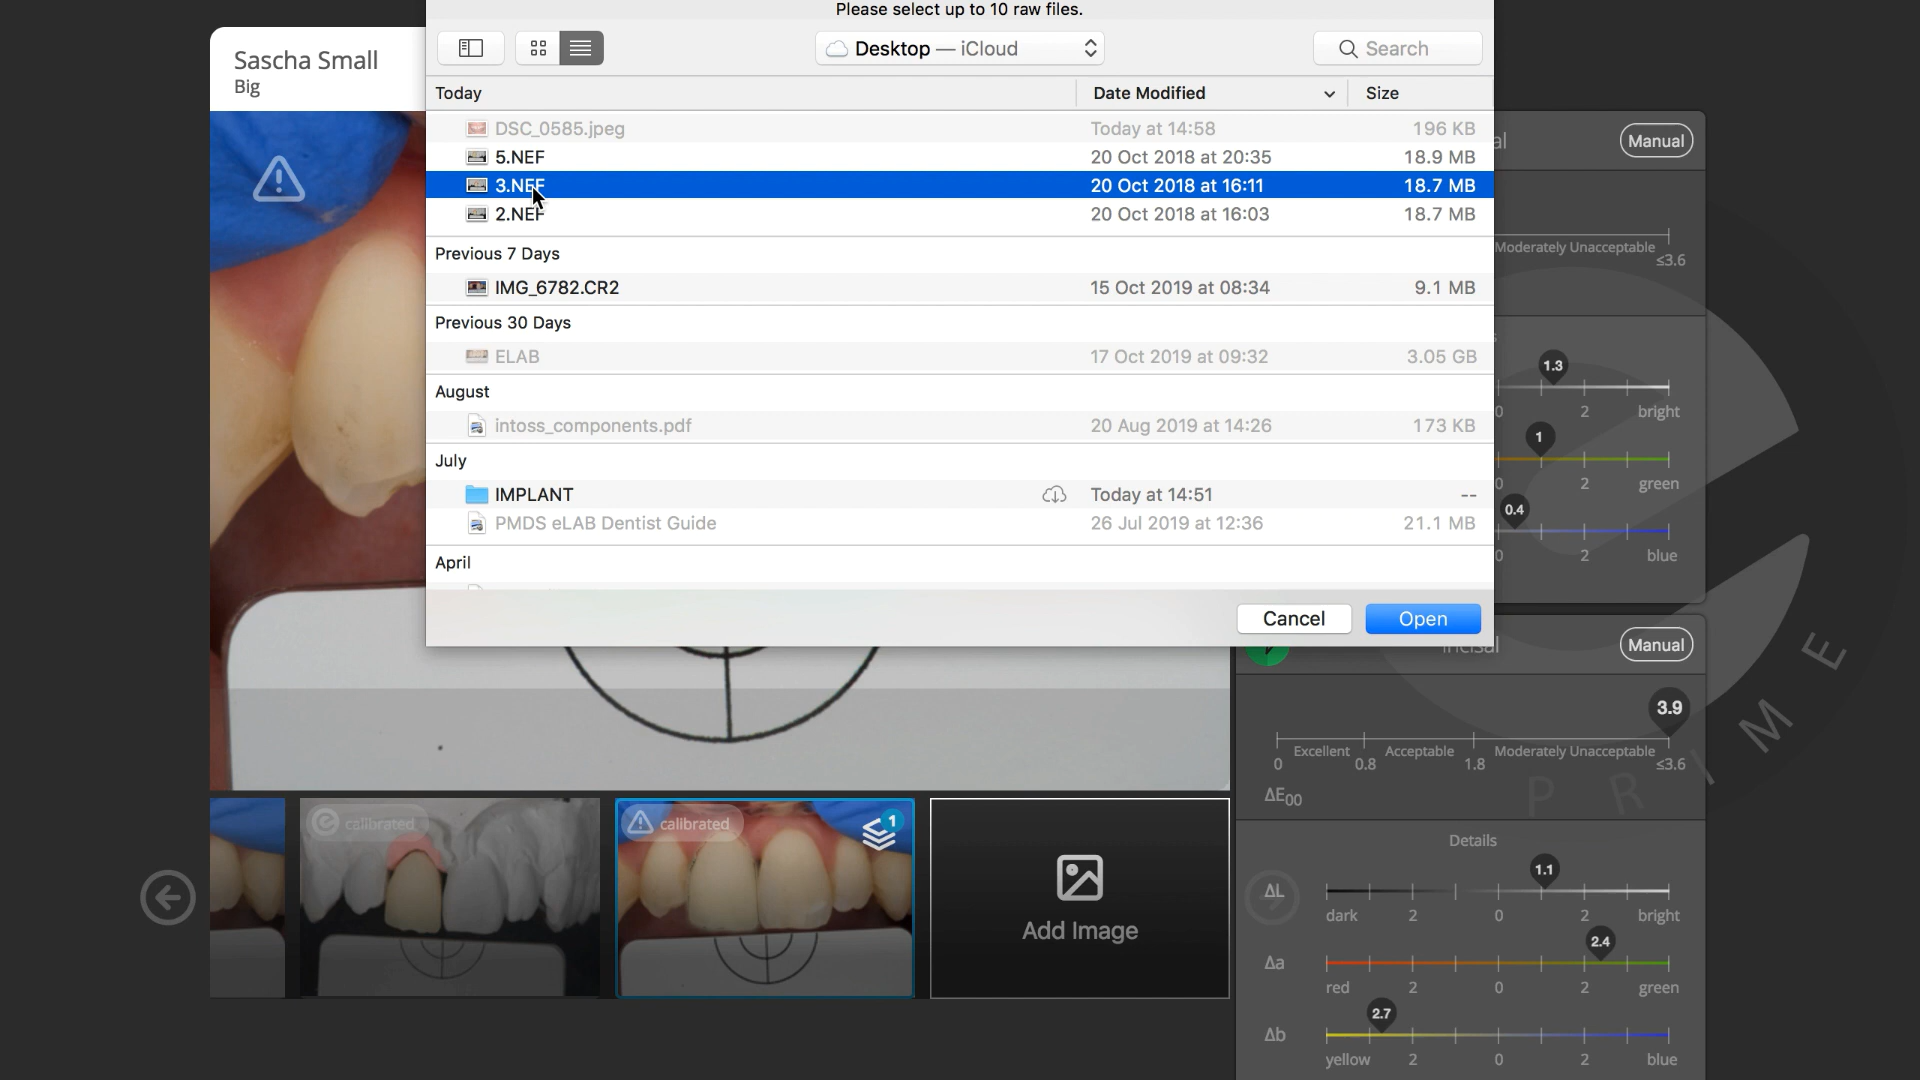 Please select up to 10 raw files.
Sascha Small
Big
Desktop — iCloud
Search
Today
Date Modified
Size
DSC_0585.jpeg Today at 14:58 196 KB
5.NEF 20 Oct 2018 at 20:35 18.9 MB
3.NEF 20 Oct 2018 at 16:11 18.7 MB
2.NEF 20 Oct 2018 at 16:03 18.7 MB
Previous 7 Days
IMG_6782.CR2 15 Oct 2019 at 08:34 9.1 MB
Previous 30 Days
ELAB 17 Oct 2019 at 09:32 3.05 GB
August
intoss_components.pdf 20 Aug 2019 at 14:26 173 KB
July
IMPLANT Today at 14:51 --
PMDS eLAB Dentist Guide 26 Jul 2019 at 12:36 21.1 MB
April
Cancel
Open
al
Manual
Moderately Unacceptable
≤3.6
1.3
0 2 bright
1
0 2 green
0.4
0 2 blue
incisal
Manual
3.9
Excellent Acceptable Moderately Unacceptable
0 0.8 1.8 ≤3.6
ΔE00
Details
1.1
ΔL
dark 2 0 2 bright
2.4
Δa
red 2 0 2 green
2.7
Δb
yellow 2 0 2 blue
calibrated
calibrated
1
Add Image
P R I M E